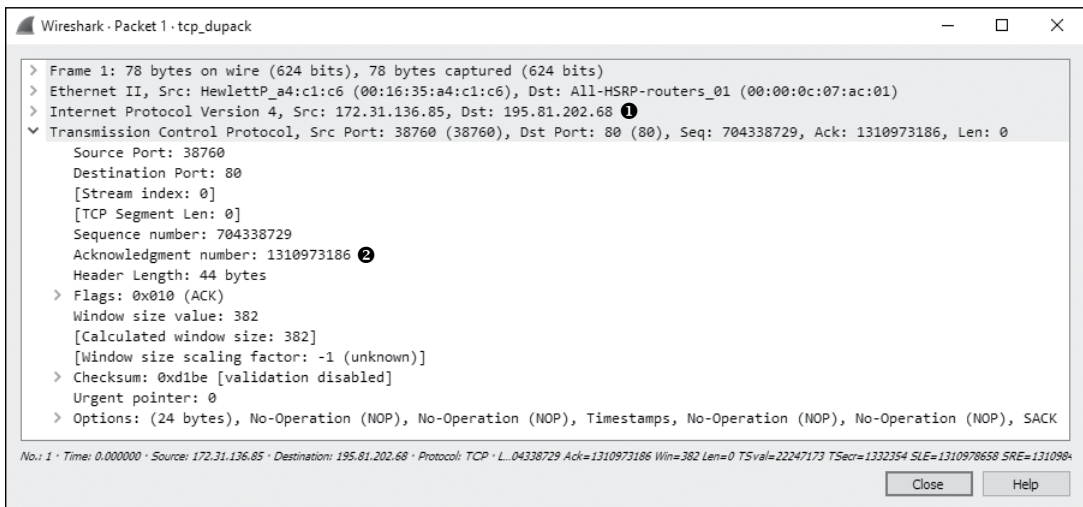 Wireshark · Packet 1 · tcp_dupack
> Frame 1: 78 bytes on wire (624 bits), 78 bytes captured (624 bits)
> Ethernet II, Src: HewlettP_a4:c1:c6 (00:16:35:a4:c1:c6), Dst: All-HSRP-routers_01 (00:00:0c:07:ac:01)
> Internet Protocol Version 4, Src: 172.31.136.85, Dst: 195.81.202.68 ❶
Transmission Control Protocol, Src Port: 38760 (38760), Dst Port: 80 (80), Seq: 704338729, Ack: 1310973186, Len: 0
Source Port: 38760
Destination Port: 80
[Stream index: 0]
[TCP Segment Len: 0]
Sequence number: 704338729
Acknowledgment number: 1310973186 ❷
Header Length: 44 bytes
> Flags: 0x010 (ACK)
Window size value: 382
[Calculated window size: 382]
[Window size scaling factor: -1 (unknown)]
> Checksum: 0xd1be [validation disabled]
Urgent pointer: 0
> Options: (24 bytes), No-Operation (NOP), No-Operation (NOP), Timestamps, No-Operation (NOP), No-Operation (NOP), SACK
No.: 1 · Time: 0.000000 · Source: 172.31.136.85 · Destination: 195.81.202.68 · Protocol: TCP · L...04338729 Ack=1310973186 Win=382 Len=0 TSval=22247173 TSecr=1332354 SLE=1310978658 SRE=131098
Close
Help